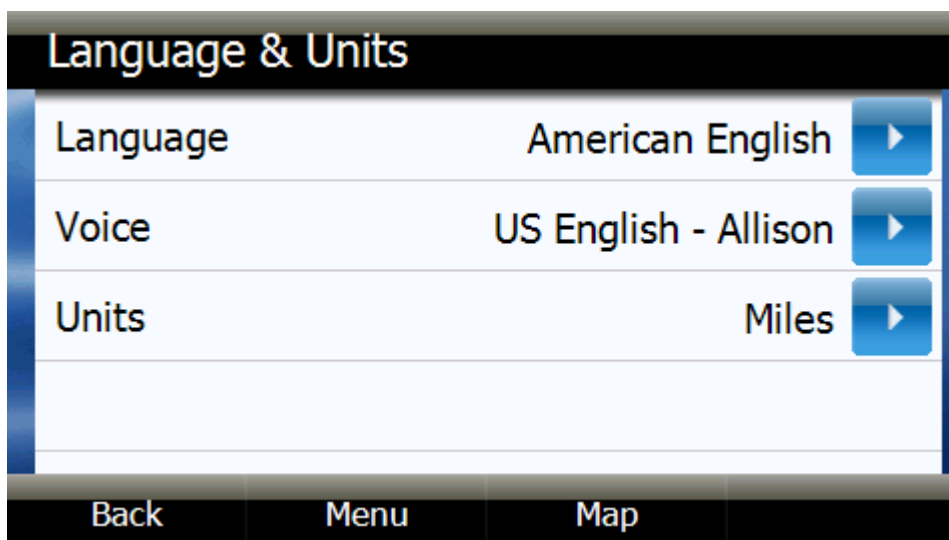 Language & Units
Language American English
Voice US English - Allison
Units Miles
Back Menu Map